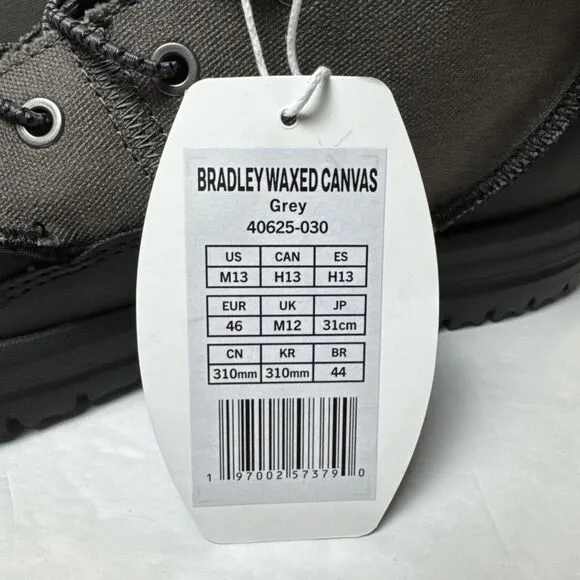 BRADLEY WAXED CANVAS
Grey
40625-030
US CAN ES
M13 H13 H13
EUR UK JP
46 M12 31cm
CN KR BR
310mm 310mm 44
1 97002 57379 0